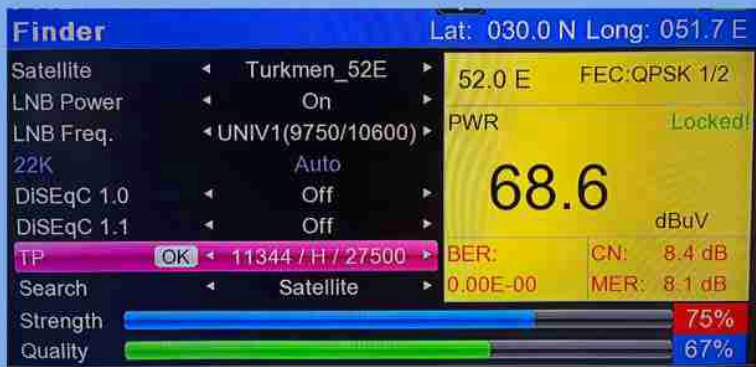 Finder
Lat: 030.0 N Long: 051.7 E
Satellite Turkmen_52E
LNB Power On
LNB Freq. UNIV1(9750/10600)
22K Auto
DiSEqC 1.0 Off
DiSEqC 1.1 Off
TP OK 11344 / H / 27500
Search Satellite
52.0 E FEC:QPSK 1/2
PWR Locked!
68.6
dBuV
BER: CN: 8.4 dB
0.00E-00 MER: 8.1 dB
Strength 75%
Quality 67%